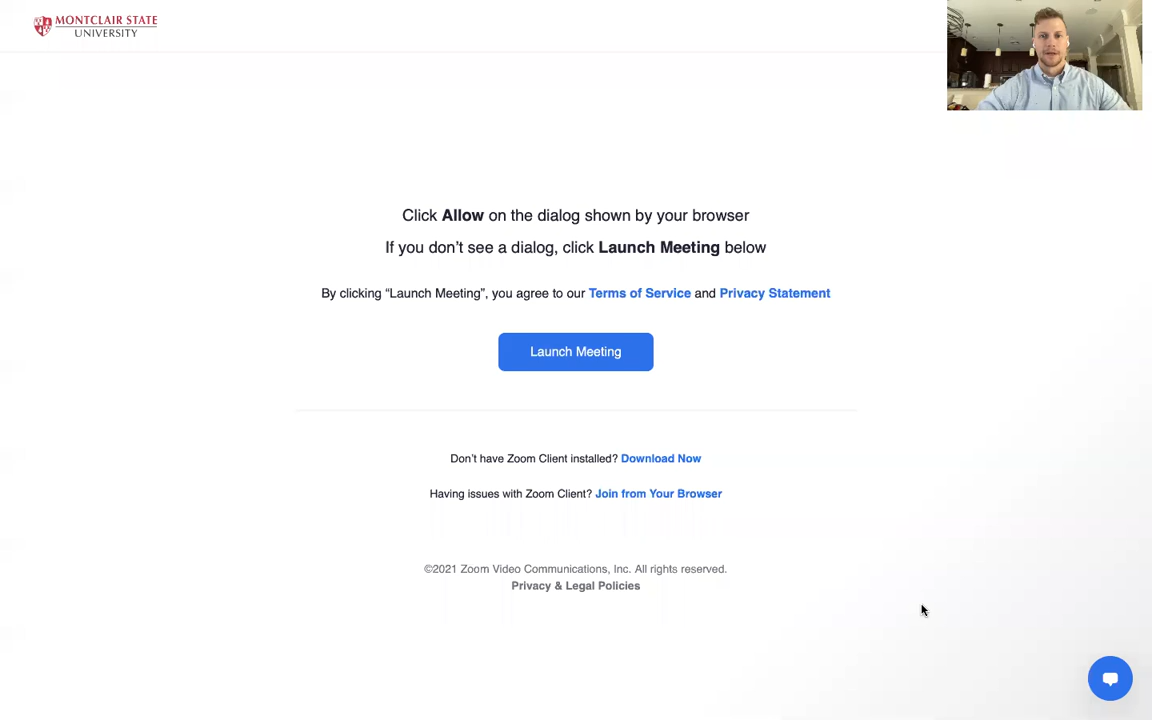 MONTCLAIR STATE
UNIVERSITY
Click Allow on the dialog shown by your browser
If you don’t see a dialog, click Launch Meeting below
By clicking “Launch Meeting”, you agree to our Terms of Service and Privacy Statement
Launch Meeting
Don’t have Zoom Client installed? Download Now
Having issues with Zoom Client? Join from Your Browser
©2021 Zoom Video Communications, Inc. All rights reserved.
Privacy & Legal Policies